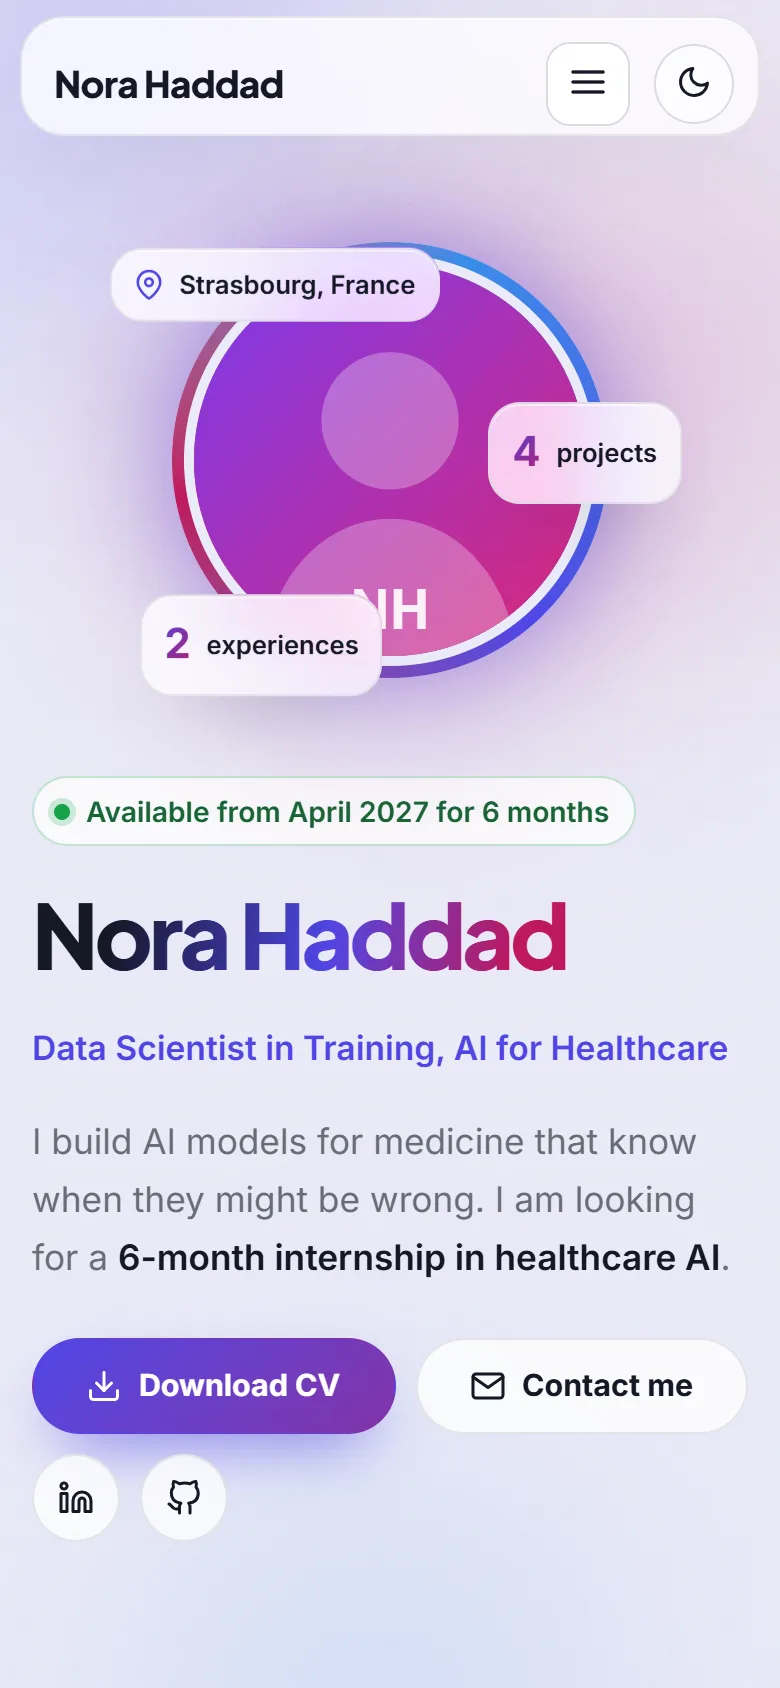 Nora Haddad
Strasbourg, France
4 projects
NH
2 experiences
Available from April 2027 for 6 months
Nora Haddad
Data Scientist in Training, AI for Healthcare
I build AI models for medicine that know
when they might be wrong. I am looking
for a 6-month internship in healthcare AI.
Download CV
Contact me
in